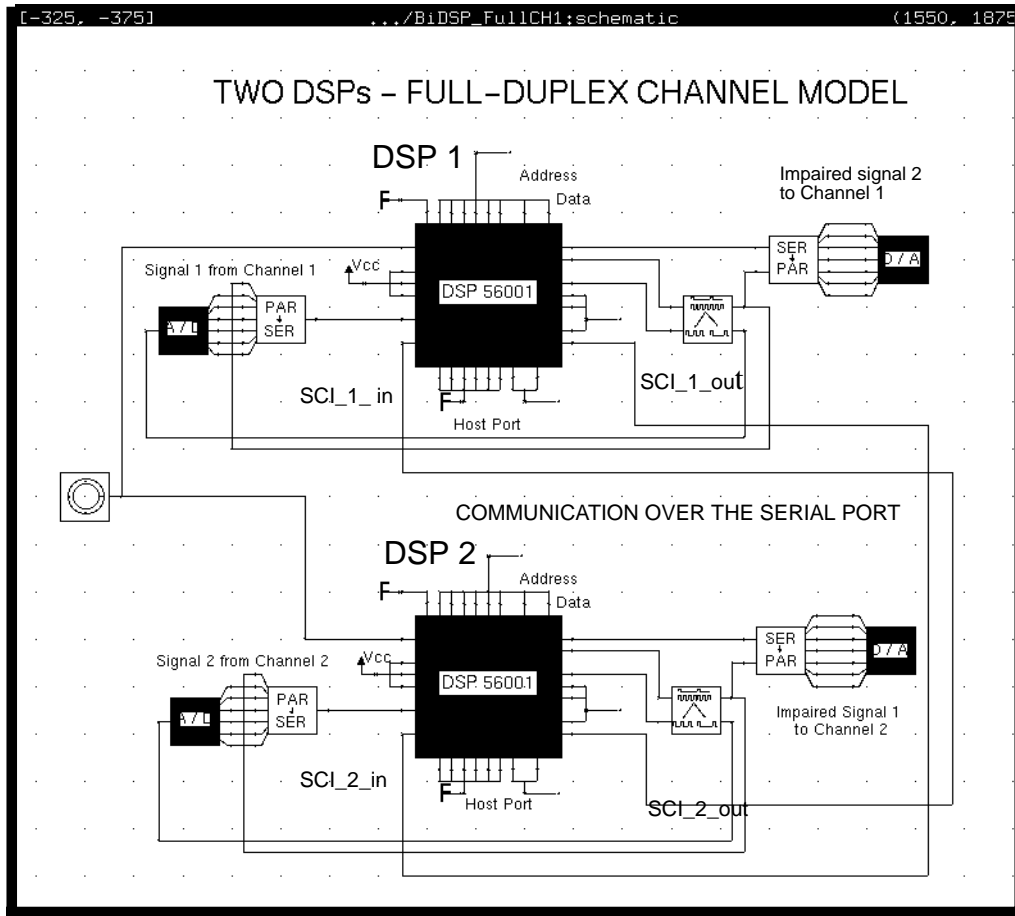 [-325, -375] .../BiDSP_FullCH1:schematic (1550, 1875
TWO DSPs - FULL-DUPLEX CHANNEL MODEL
DSP 1
Address
Data
F
Impaired signal 2
to Channel 1
Signal 1 from Channel 1
Vcc
DSP 56001
SER
PAR
D / A
A / D
PAR
SER
SCI_1_ in
SCI_1_out
F
Host Port
COMMUNICATION OVER THE SERIAL PORT
DSP 2
Address
Data
F
Signal 2 from Channel 2
Vcc
DSP 56001
SER
PAR
D / A
A / D
PAR
SER
Impaired Signal 1
to Channel 2
SCI_2_in
F
Host Port
SCI_2_out